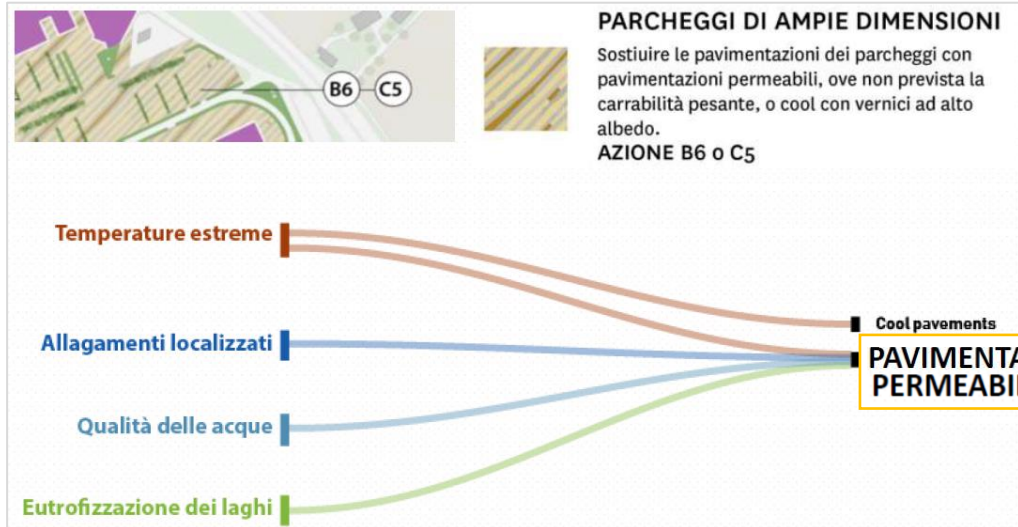 B6
C5
PARCHEGGI DI AMPIE DIMENSIONI
Sostiuire le pavimentazioni dei parcheggi con
pavimentazioni permeabili, ove non prevista la
carrabilità pesante, o cool con vernici ad alto
albedo.
AZIONE B6 o C5
Temperature estreme
Allagamenti localizzati
Qualità delle acque
Eutrofizzazione dei laghi
Cool pavements
PAVIMENTA
PERMEABI